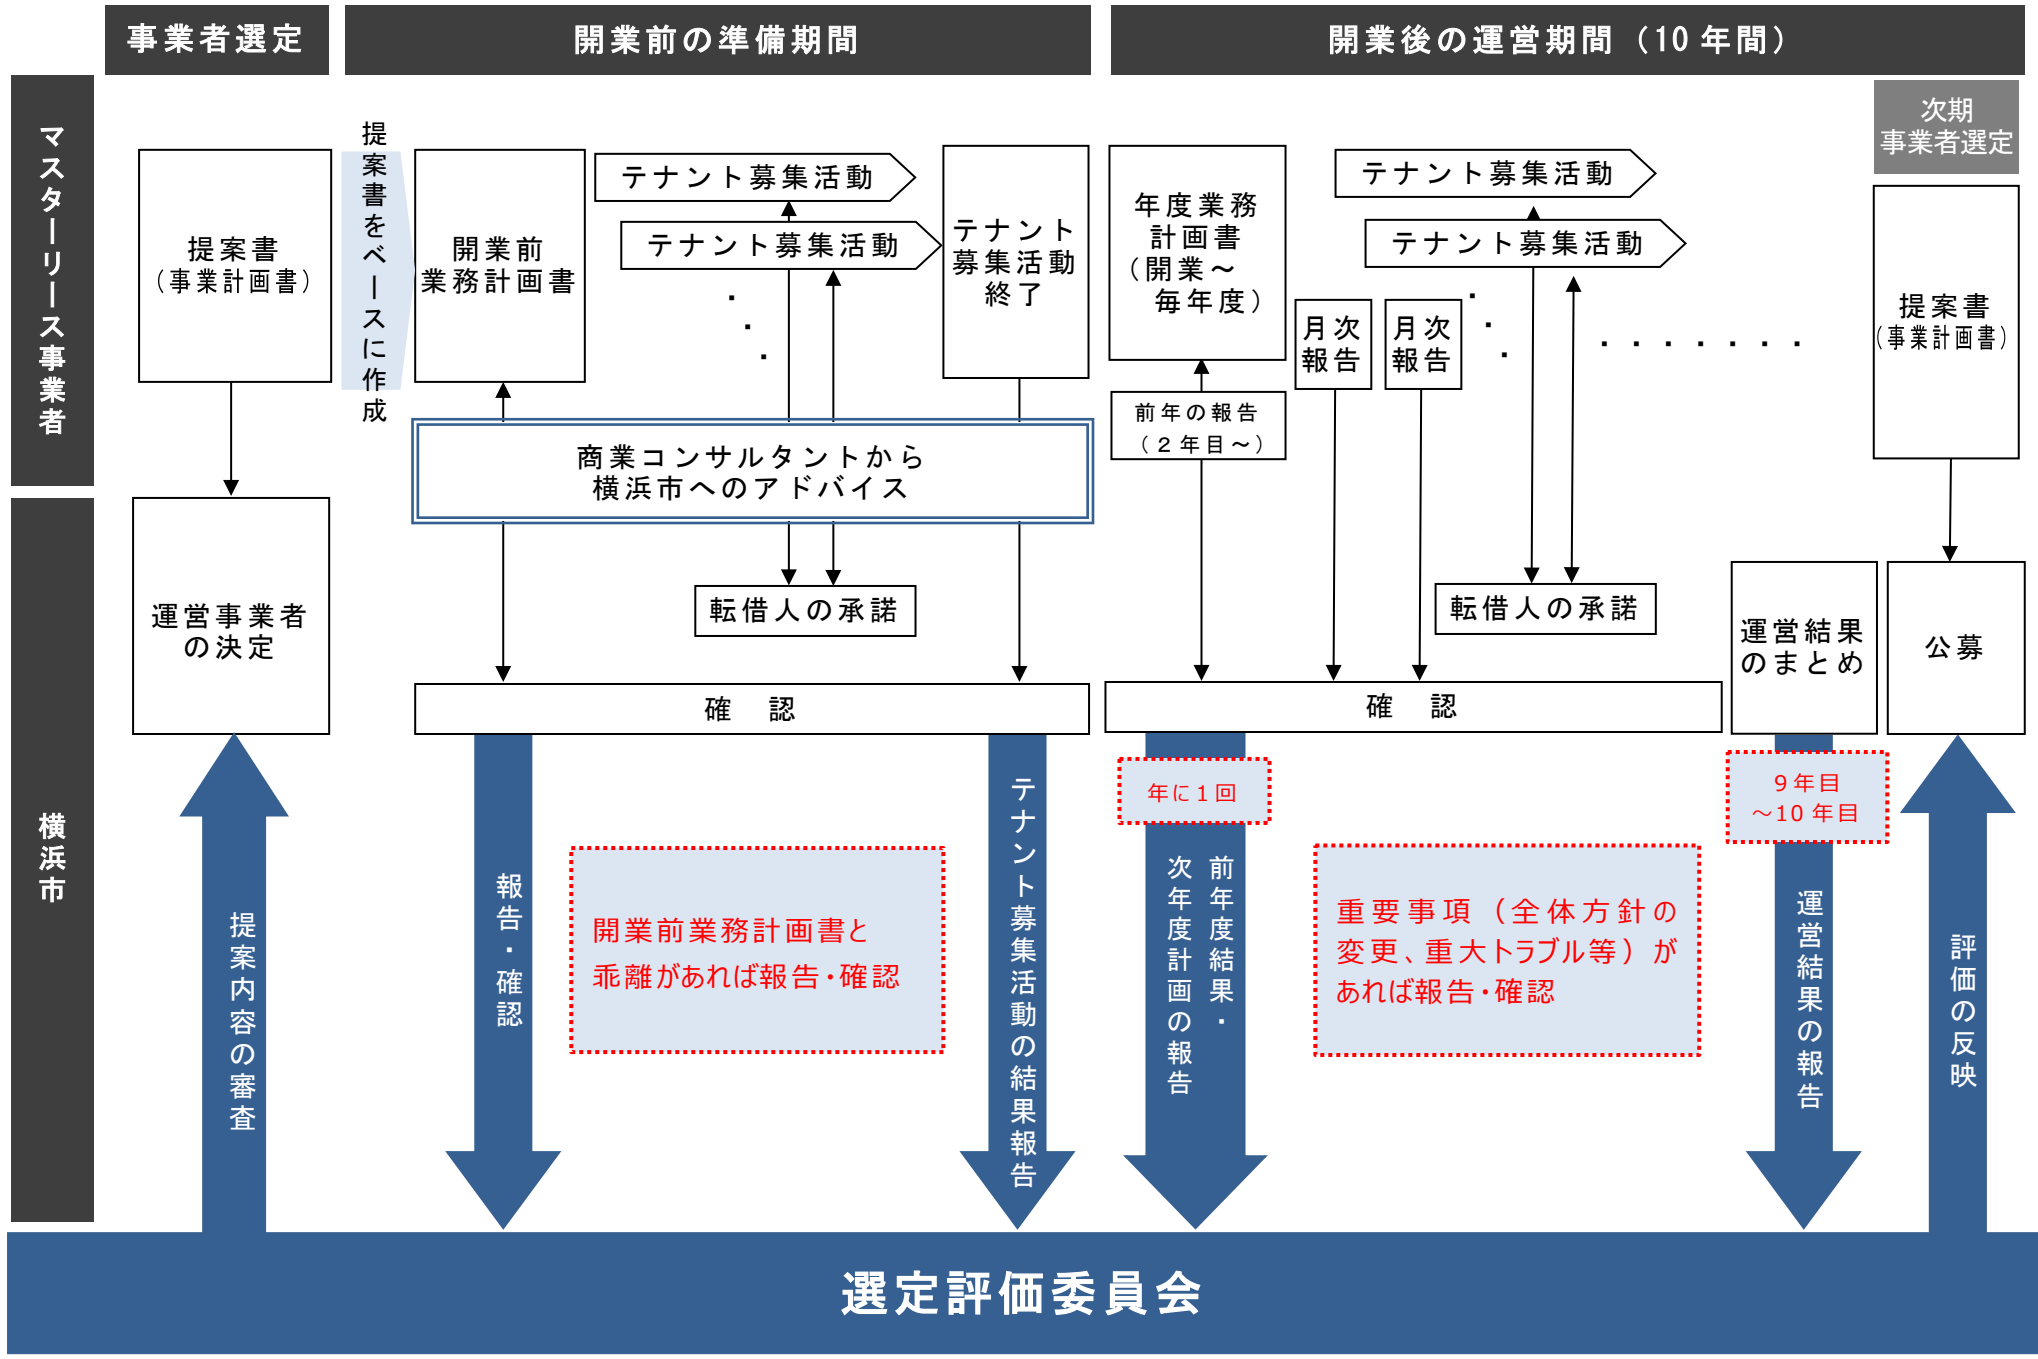 事業者選定
開業前の準備期間
開業後の運営期間（10年間）
マスターリース事業者
横浜市
次期
事業者選定
提案書
（事業計画書）
提案書をベースに作成
開業前
業務計画書
テナント募集活動
テナント募集活動
・
・
・
テナント
募集活動
終了
年度業務
計画書
（開業～
毎年度）
前年の報告
（２年目～）
月次
報告
月次
報告
テナント募集活動
テナント募集活動
・
・
・
・・・・・・・
提案書
（事業計画書）
商業コンサルタントから
横浜市へのアドバイス
運営事業者
の決定
転借人の承諾
確　認
転借人の承諾
確　認
運営結果
のまとめ
公募
提案内容の審査
報告・確認
開業前業務計画書と
乖離があれば報告・確認
テナント募集活動の結果報告
年に１回
前年度結果・
次年度計画の報告
重要事項（全体方針の
変更、重大トラブル等）が
あれば報告・確認
９年目
～10年目
運営結果の報告
評価の反映
選定評価委員会